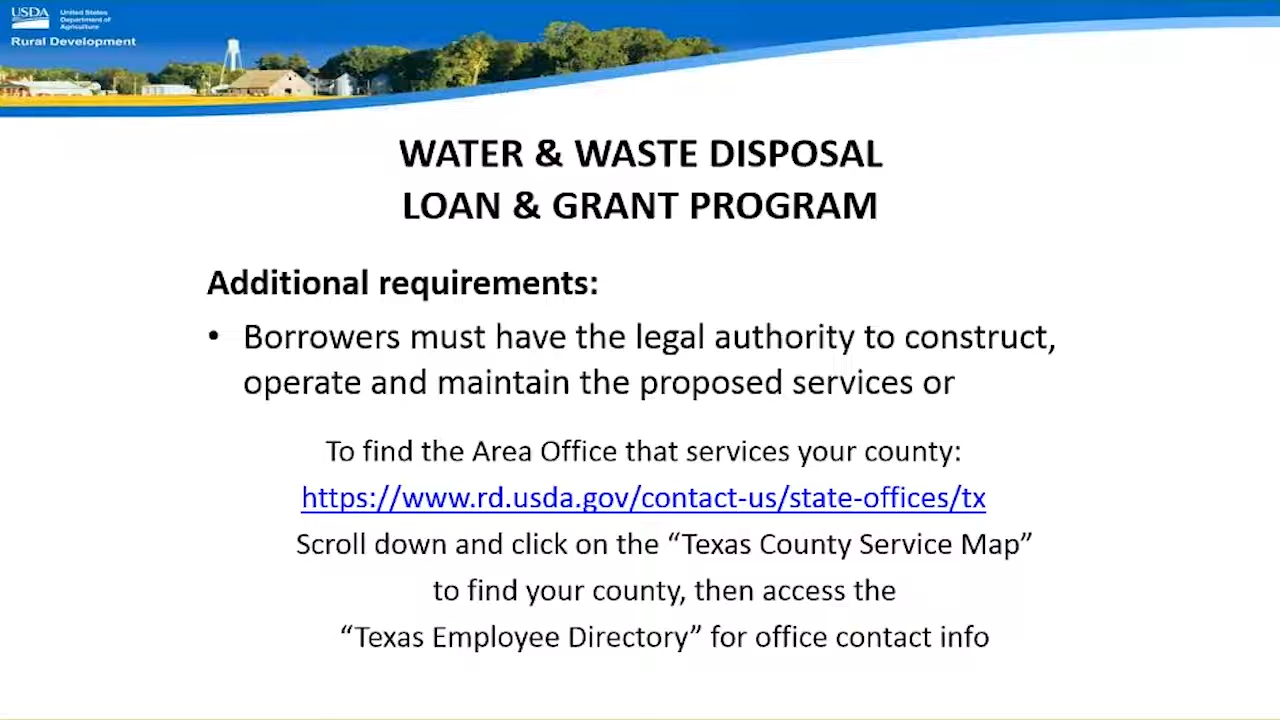 USDA
United States
Department of
Agriculture
Rural Development
WATER & WASTE DISPOSAL
LOAN & GRANT PROGRAM
Additional requirements:
• Borrowers must have the legal authority to construct,
operate and maintain the proposed services or
To find the Area Office that services your county:
https://www.rd.usda.gov/contact-us/state-offices/tx
Scroll down and click on the “Texas County Service Map”
to find your county, then access the
“Texas Employee Directory” for office contact info